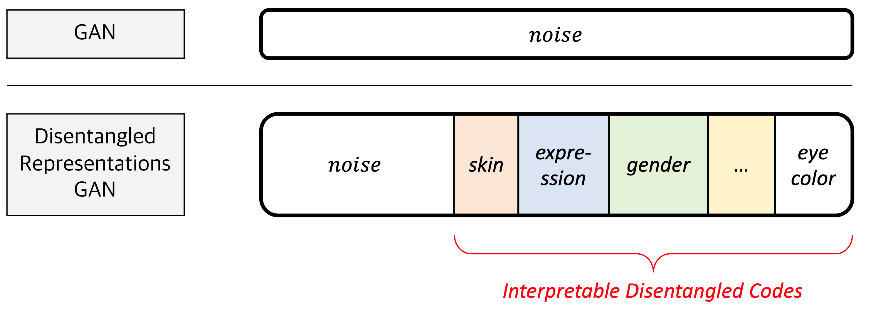 GAN
noise
Disentangled
Representations
GAN
noise
skin
expre-
ssion
gender
...
eye
color
Interpretable Disentangled Codes